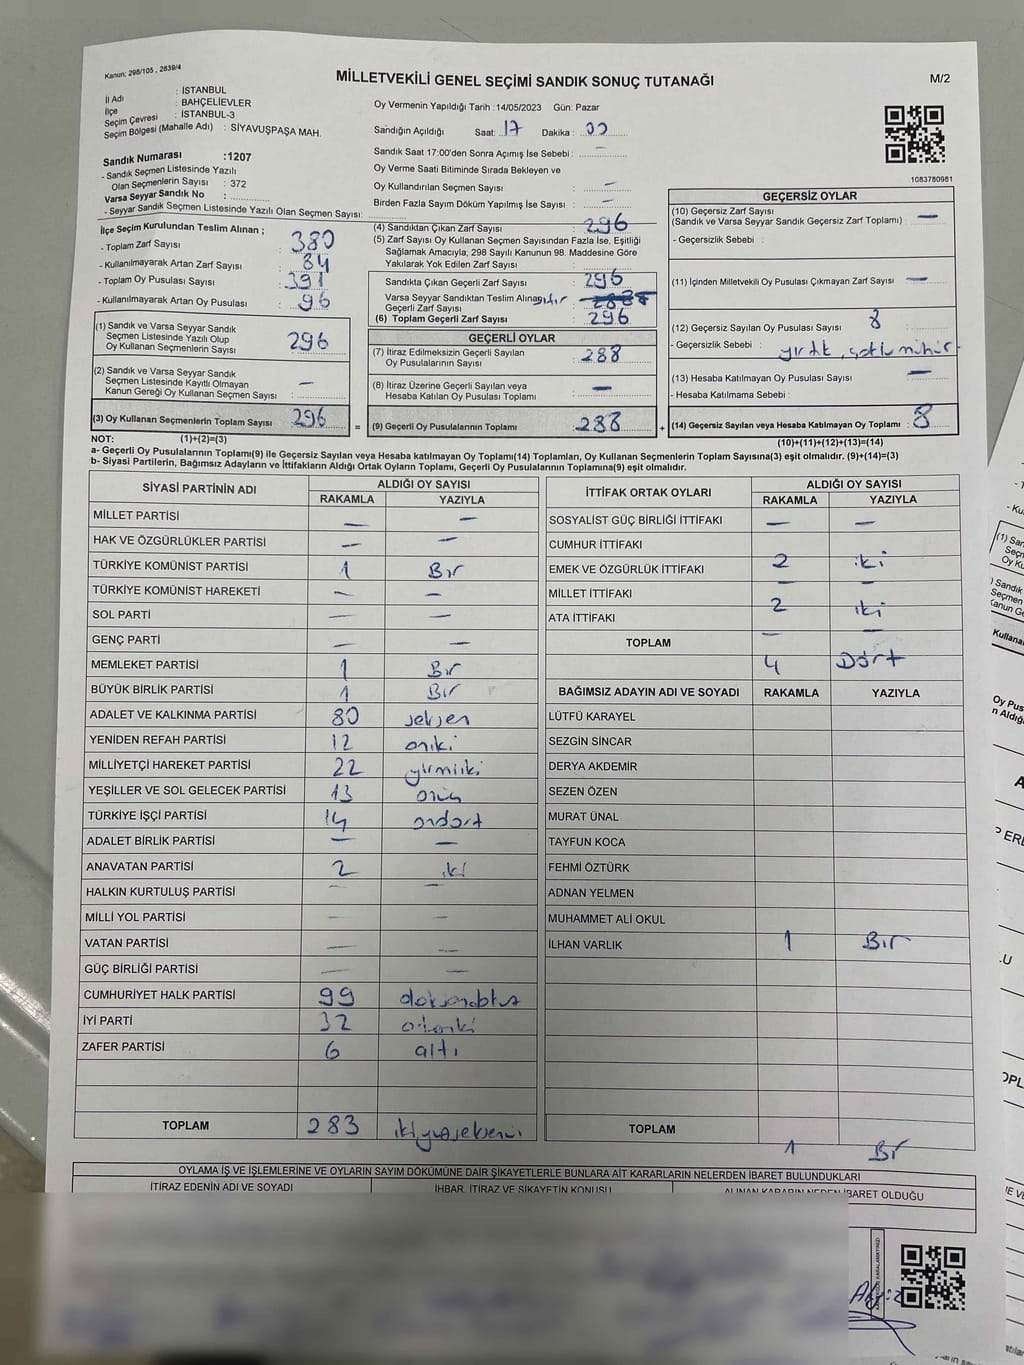 Kanun; 298/105 , 2839/4
MİLLETVEKİLİ GENEL SEÇİMİ SANDIK SONUÇ TUTANAĞI
M/2
İl Adı : İSTANBUL
İlçe : BAHÇELİEVLER
Seçim Çevresi : İSTANBUL-3
Seçim Bölgesi (Mahalle Adı) : SİYAVUŞPAŞA MAH.
Sandık Numarası :1207
- Sandık Seçmen Listesinde Yazılı
Olan Seçmenlerin Sayısı : 372
Varsa Seyyar Sandık No :
- Seyyar Sandık Seçmen Listesinde Yazılı Olan Seçmen Sayısı:
Oy Vermenin Yapıldığı Tarih :14/05/2023 Gün: Pazar
Sandığın Açıldığı Saat: 17 Dakika : 00
Sandık Saat 17:00'den Sonra Açımış İse Sebebi : —
Oy Verme Saati Bitiminde Sırada Bekleyen ve
Oy Kullandırılan Seçmen Sayısı : —
Birden Fazla Sayım Döküm Yapılmış İse Sayısı : —
1083780981
İlçe Seçim Kurulundan Teslim Alınan ;
- Toplam Zarf Sayısı : 380
- Kullanılmayarak Artan Zarf Sayısı : 84
- Toplam Oy Pusulası Sayısı : 391
- Kullanılmayarak Artan Oy Pusulası : 96
(1) Sandık ve Varsa Seyyar Sandık
Seçmen Listesinde Yazılı Olup
Oy Kullanan Seçmenlerin Sayısı : 296
(2) Sandık ve Varsa Seyyar Sandık
Seçmen Listesinde Kayıtlı Olmayan
Kanun Gereği Oy Kullanan Seçmen Sayısı : —
(3) Oy Kullanan Seçmenlerin Toplam Sayısı : 296
(4) Sandıktan Çıkan Zarf Sayısı : 296
(5) Zarf Sayısı Oy Kullanan Seçmen Sayısından Fazla İse, Eşitliği
Sağlamak Amacıyla; 298 Sayılı Kanunun 98. Maddesine Göre
Yakılarak Yok Edilen Zarf Sayısı :
Sandıkta Çıkan Geçerli Zarf Sayısı : 296
Varsa Seyyar Sandıktan Teslim Alınan
Geçerli Zarf Sayısı :
(6) Toplam Geçerli Zarf Sayısı : 296
GEÇERLİ OYLAR
(7) İtiraz Edilmeksizin Geçerli Sayılan
Oy Pusulalarının Sayısı : 288
(8) İtiraz Üzerine Geçerli Sayılan veya
Hesaba Katılan Oy Pusulası Toplamı : —
= (9) Geçerli Oy Pusulalarının Toplamı : 288
GEÇERSİZ OYLAR
(10) Geçersiz Zarf Sayısı
(Sandık ve Varsa Seyyar Sandık Geçersiz Zarf Toplamı) : —
- Geçersizlik Sebebi :
(11) İçinden Milletvekili Oy Pusulası Çıkmayan Zarf Sayısı : —
(12) Geçersiz Sayılan Oy Pusulası Sayısı : 8
- Geçersizlik Sebebi : yırtık,
(13) Hesaba Katılmayan Oy Pusulası Sayısı : —
- Hesaba Katılmama Sebebi :
+ (14) Geçersiz Sayılan veya Hesaba Katılmayan Oy Toplamı : 8
NOT: (1)+(2)=(3)
(10)+(11)+(12)+(13)=(14)
a- Geçerli Oy Pusulalarının Toplamı(9) ile Geçersiz Sayılan veya Hesaba katılmayan Oy Toplamı(14) Toplamları, Oy Kullanan Seçmenlerin Toplam Sayısına(3) eşit olmalıdır. (9)+(14)=(3)
b- Siyasi Partilerin, Bağımsız Adayların ve İttifakların Aldığı Ortak Oyların Toplamı, Geçerli Oy Pusulalarının Toplamına(9) eşit olmalıdır.
SİYASİ PARTİNİN ADI ALDIĞI OY SAYISI
RAKAMLA YAZIYLA
MİLLET PARTİSİ — —
HAK VE ÖZGÜRLÜKLER PARTİSİ — —
TÜRKİYE KOMÜNİST PARTİSİ 1 Bır
TÜRKİYE KOMÜNİST HAREKETİ — —
SOL PARTİ — —
GENÇ PARTİ — —
MEMLEKET PARTİSİ 1 Bır
BÜYÜK BİRLİK PARTİSİ 1 Bır
ADALET VE KALKINMA PARTİSİ 80 seksen
YENİDEN REFAH PARTİSİ 12 oniki
MİLLİYETÇİ HAREKET PARTİSİ 22 yirmiiki
YEŞİLLER VE SOL GELECEK PARTİSİ 13 onüç
TÜRKİYE İŞÇİ PARTİSİ 14 ondört
ADALET BİRLİK PARTİSİ — —
ANAVATAN PARTİSİ 2 iki
HALKIN KURTULUŞ PARTİSİ — —
MİLLİ YOL PARTİSİ — —
VATAN PARTİSİ — —
GÜÇ BİRLİĞİ PARTİSİ — —
CUMHURİYET HALK PARTİSİ 99 doksandokuz
İYİ PARTİ 32 otuziki
ZAFER PARTİSİ 6 altı
TOPLAM 283
İTTİFAK ORTAK OYLARI ALDIĞI OY SAYISI
RAKAMLA YAZIYLA
SOSYALİST GÜÇ BİRLİĞİ İTTİFAKI — —
CUMHUR İTTİFAKI 2 iki
EMEK VE ÖZGÜRLÜK İTTİFAKI — —
MİLLET İTTİFAKI 2 iki
ATA İTTİFAKI — —
TOPLAM 4 Dört
BAĞIMSIZ ADAYIN ADI VE SOYADI RAKAMLA YAZIYLA
LÜTFÜ KARAYEL
SEZGİN SİNCAR
DERYA AKDEMİR
SEZEN ÖZEN
MURAT ÜNAL
TAYFUN KOCA
FEHMİ ÖZTÜRK
ADNAN YELMEN
MUHAMMET ALİ OKUL
İLHAN VARLIK 1 Bır
TOPLAM 1 Bır
OYLAMA İŞ VE İŞLEMLERİNE VE OYLARIN SAYIM DÖKÜMÜNE DAİR ŞİKAYETLERLE BUNLARA AİT KARARLARIN NELERDEN İBARET BULUNDUKLARI
İTİRAZ EDENİN ADI VE SOYADI İHBAR, İTİRAZ VE ŞİKAYETİN KONUSU ALINAN KARARIN NEDEN İBARET OLDUĞU